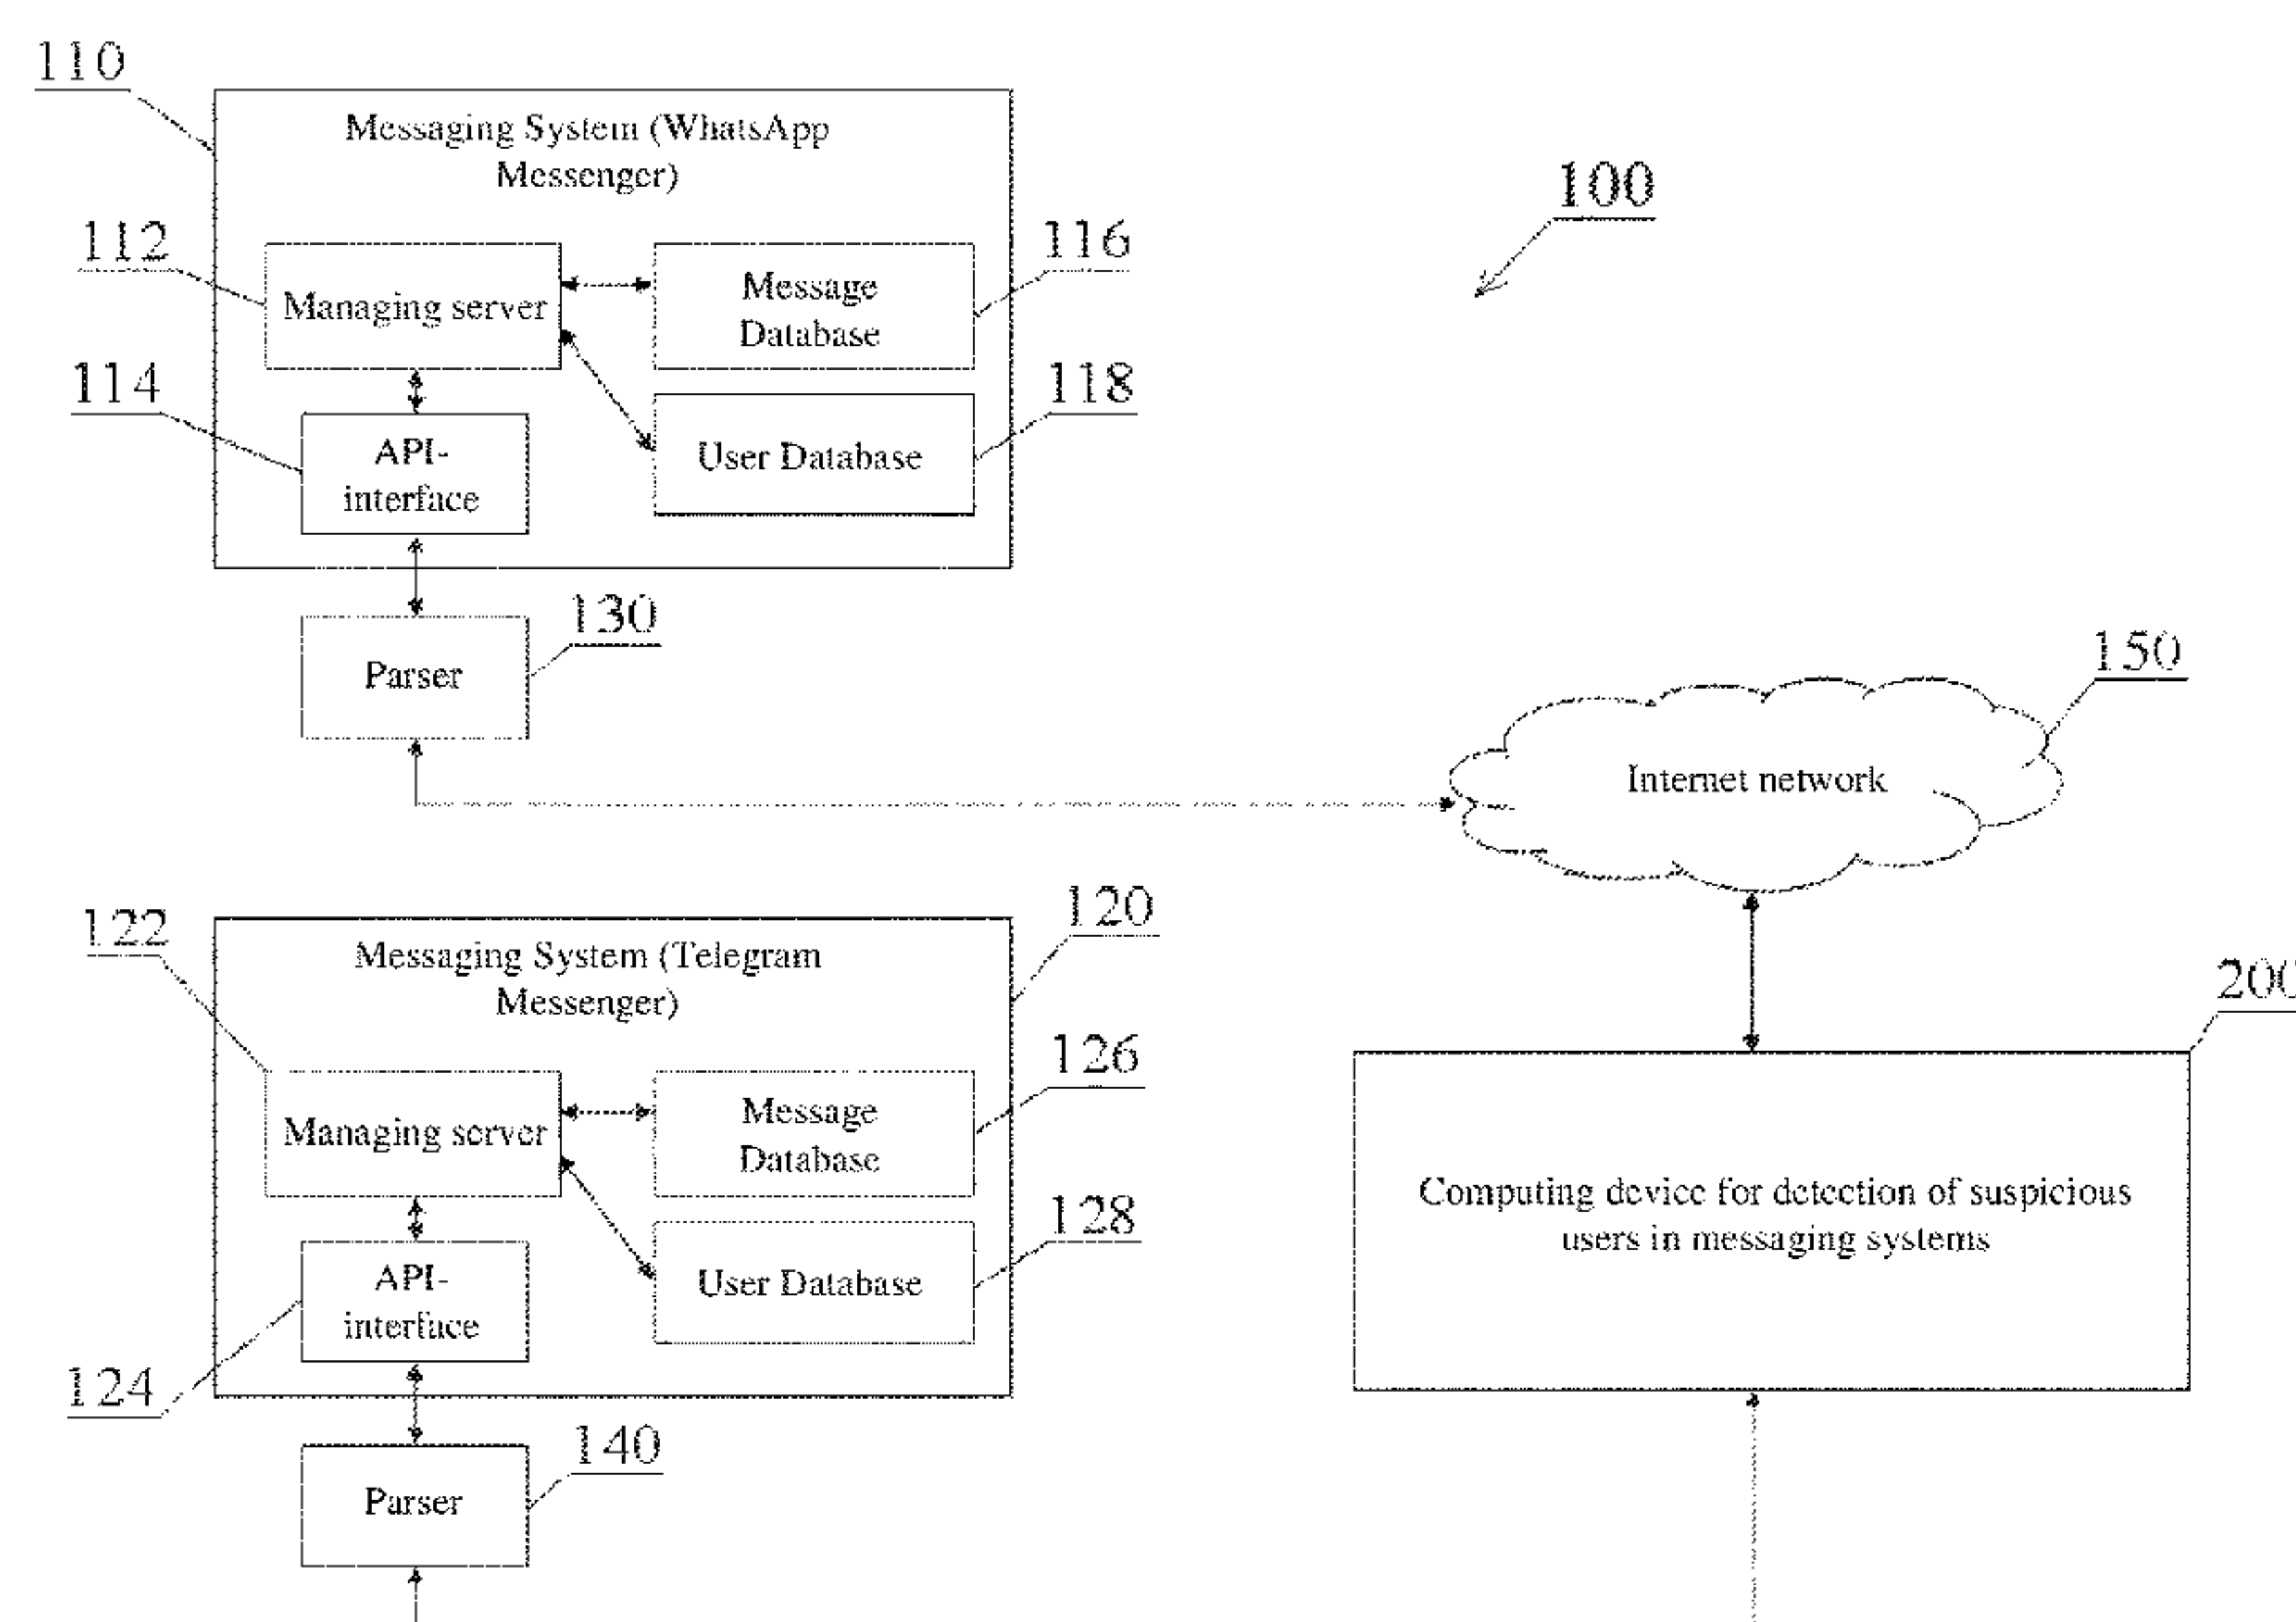 110
Messaging System (WhatsApp
Messenger)
100
112
Managing server
Message
Database
116
114
API-
interface
User Database
118
130
Parser
150
Internet network
120
122
Messaging System (Telegram
Messenger)
200
Managing server
Message
Database
126
Computing device for detection of suspicious
users in messaging systems
128
API-
interface
User Database
124
140
Parser